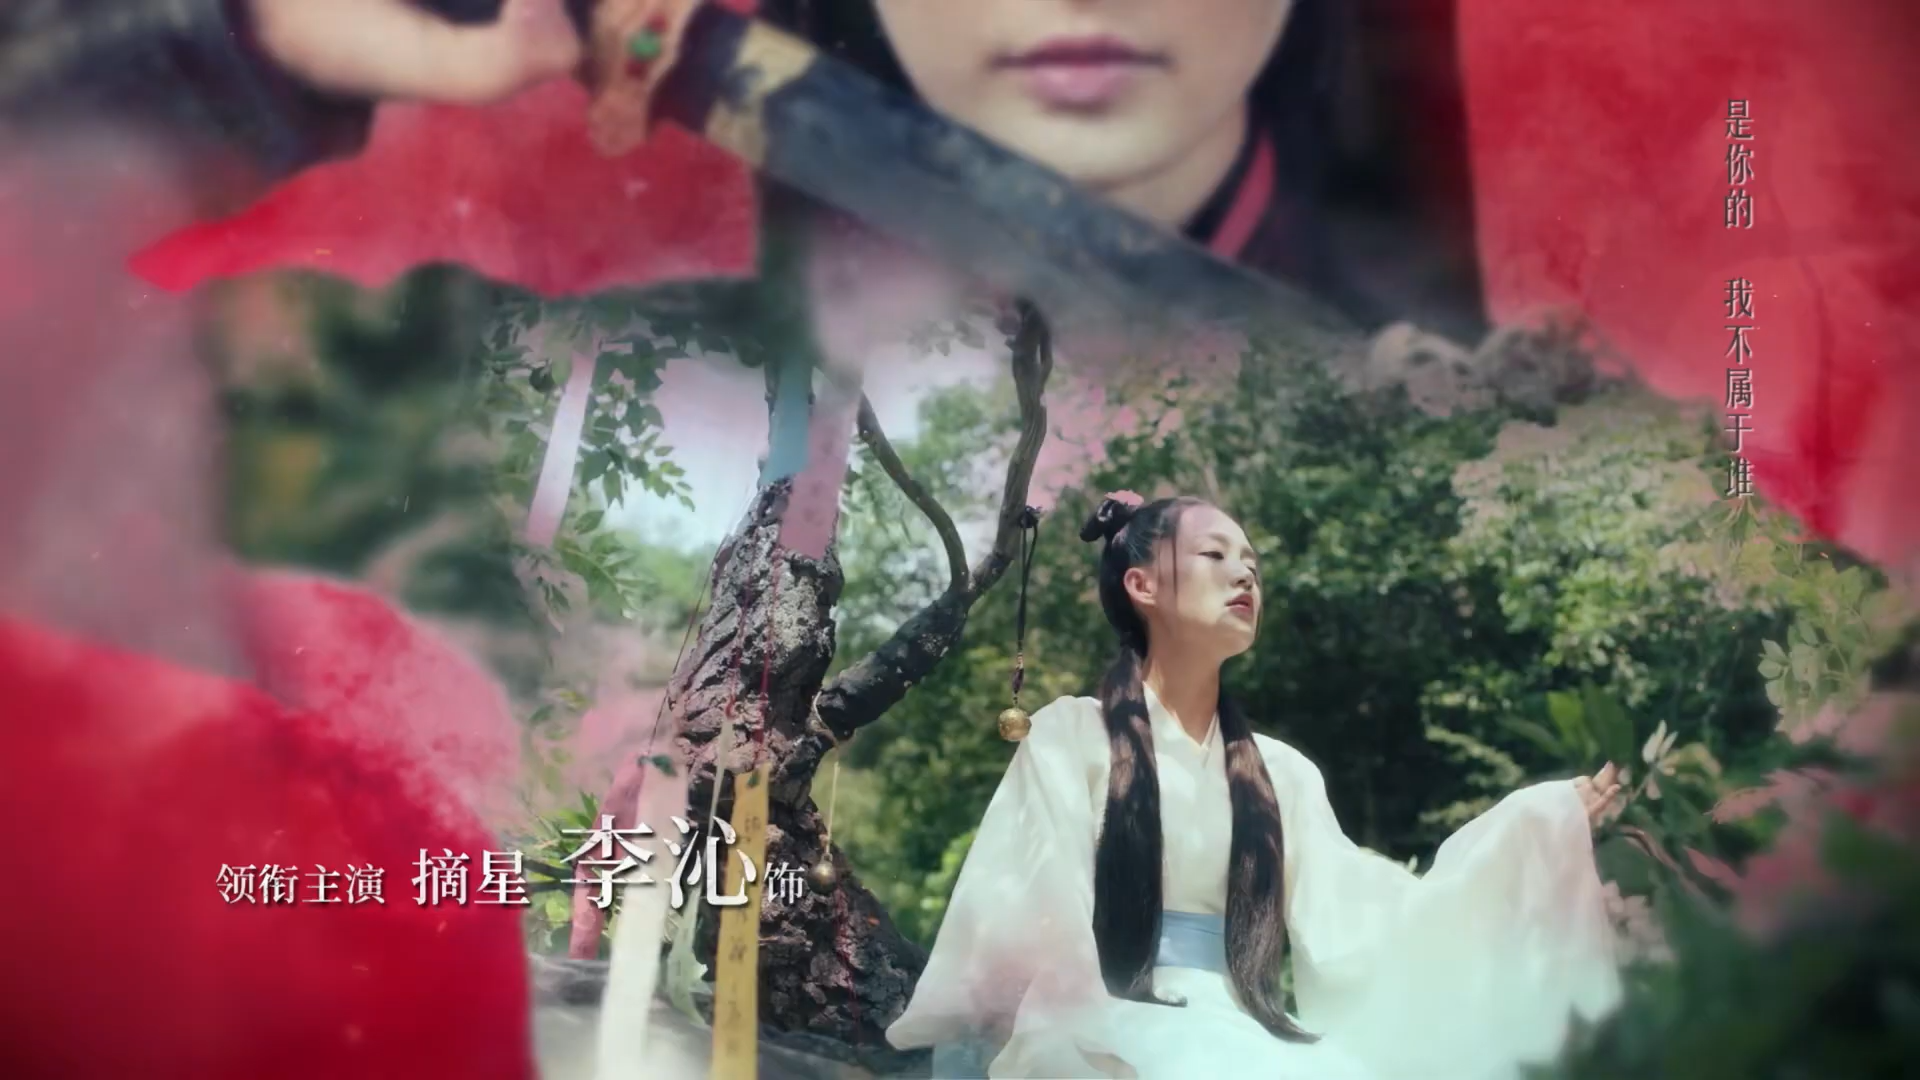 是你的 我不属于谁
领衔主演 摘星 李沁 饰